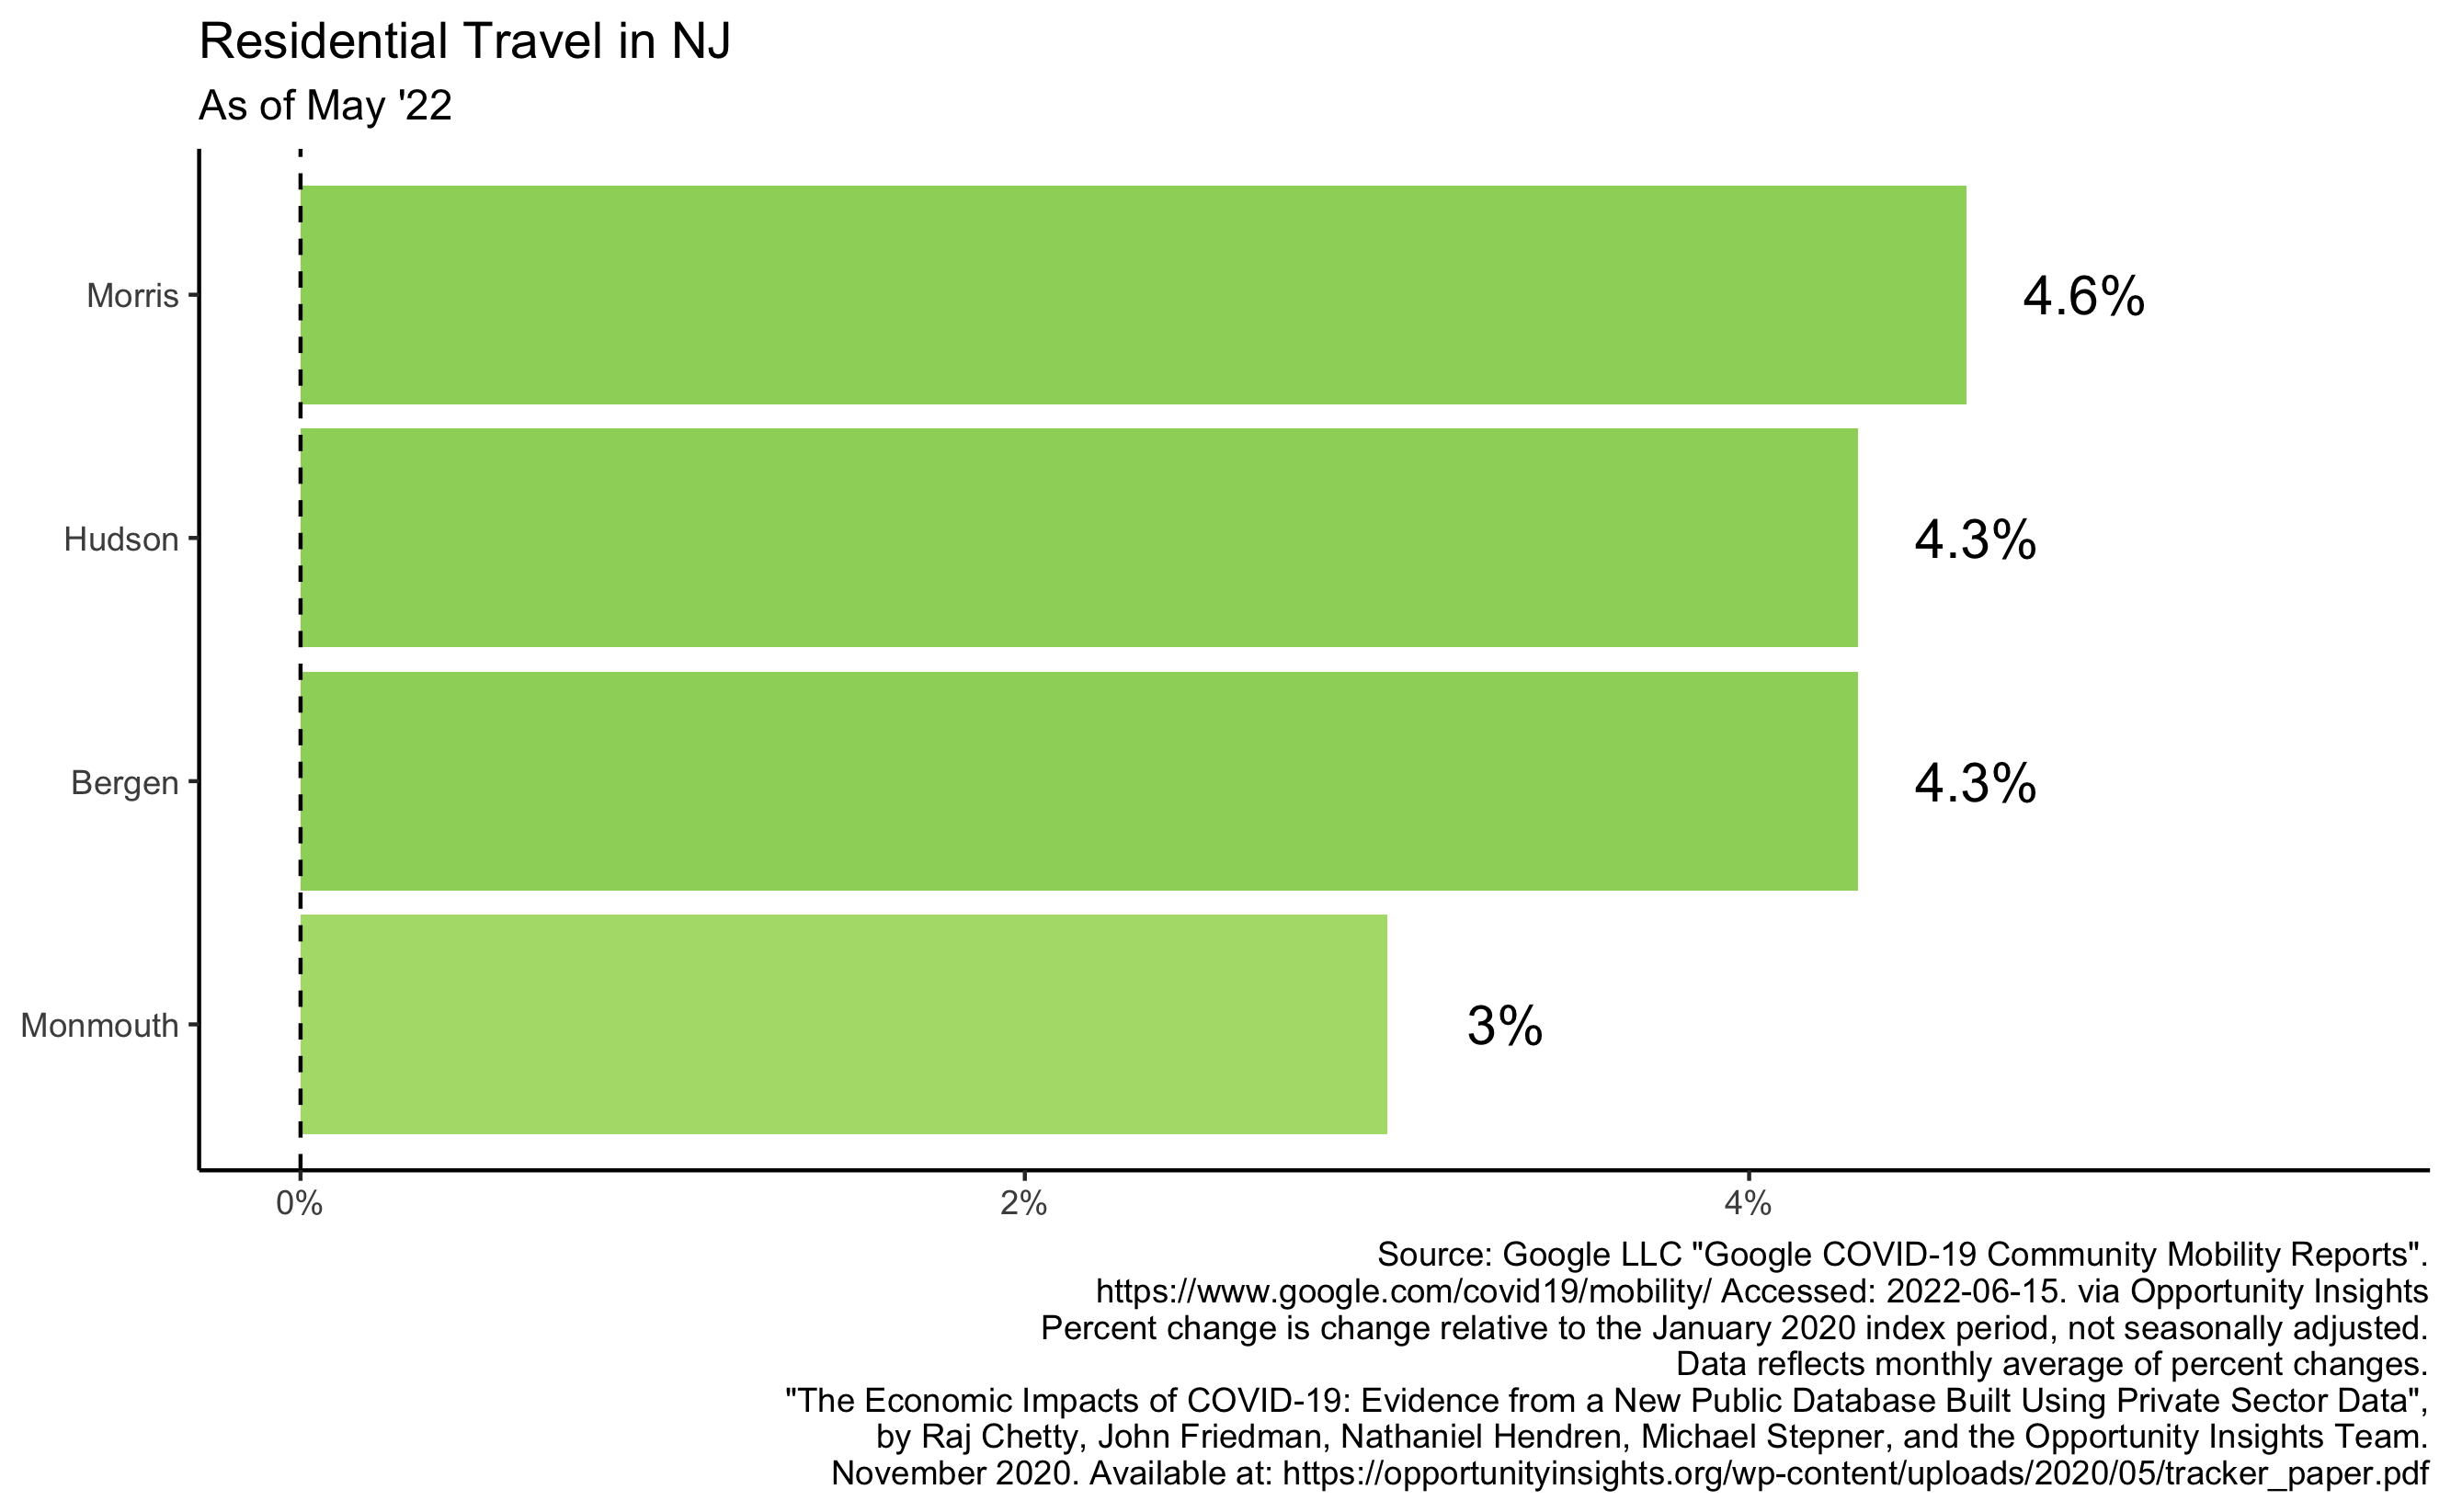 Residential Travel in NJ
As of May '22
Morris
4.6%
Hudson
4.3%
Bergen
4.3%
Monmouth
3%
0%
2%
4%
Source: Google LLC "Google COVID-19 Community Mobility Reports".
https://www.google.com/covid19/mobility/ Accessed: 2022-06-15. via Opportunity Insights
Percent change is change relative to the January 2020 index period, not seasonally adjusted.
Data reflects monthly average of percent changes.
"The Economic Impacts of COVID-19: Evidence from a New Public Database Built Using Private Sector Data",
by Raj Chetty, John Friedman, Nathaniel Hendren, Michael Stepner, and the Opportunity Insights Team.
November 2020. Available at: https://opportunityinsights.org/wp-content/uploads/2020/05/tracker_paper.pdf